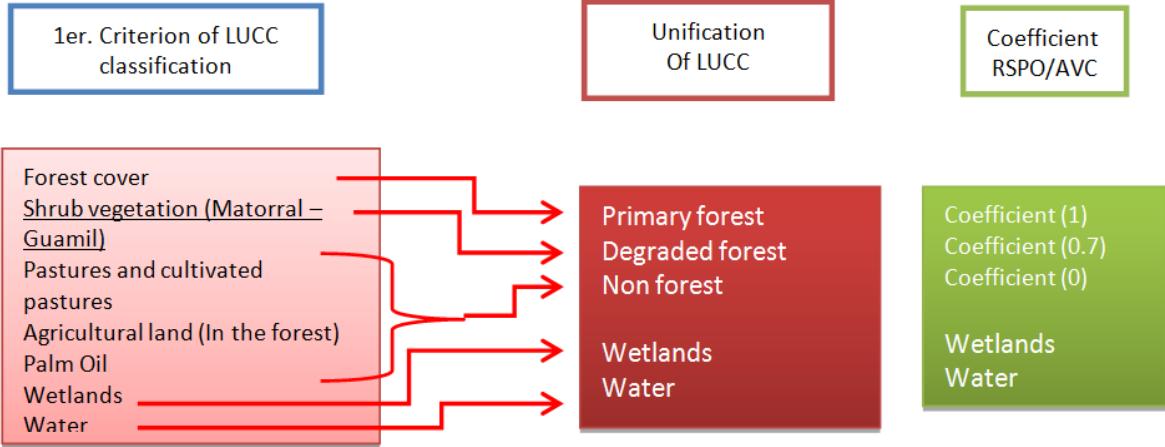 1er. Criterion of LUCC
classification
Unification
Of LUCC
Coefficient
RSPO/AVC
Forest cover
Shrub vegetation (Matorral –
Guamil)
Pastures and cultivated
pastures
Agricultural land (In the forest)
Palm Oil
Wetlands
Water
Primary forest
Degraded forest
Non forest
Wetlands
Water
Coefficient (1)
Coefficient (0.7)
Coefficient (0)
Wetlands
Water